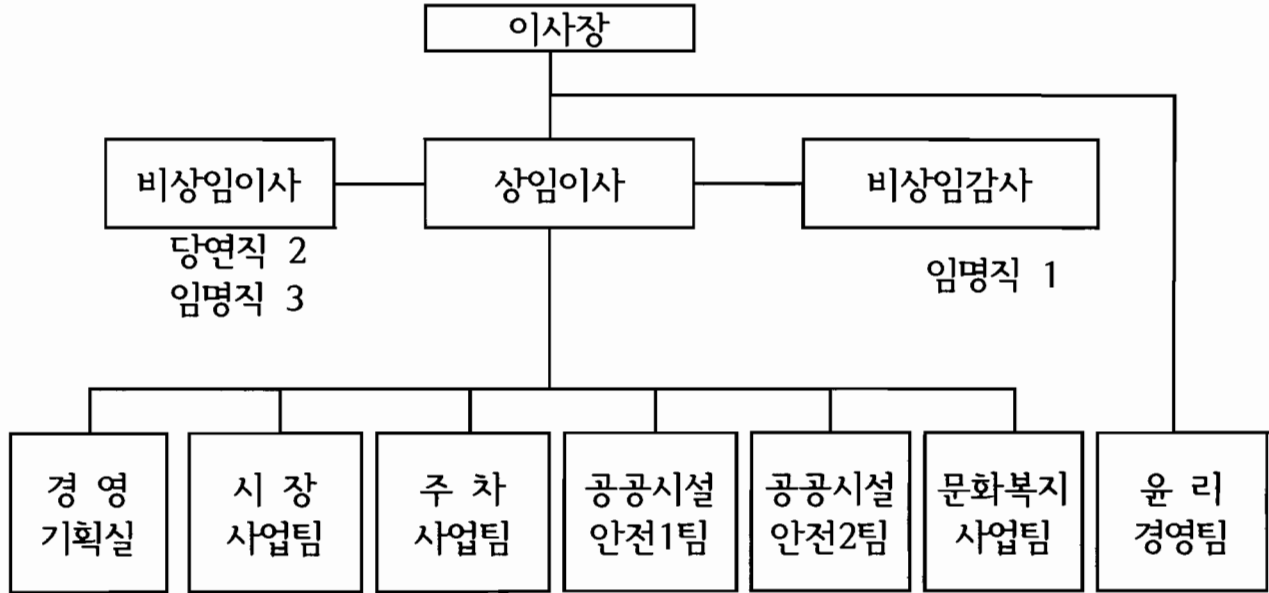 이사장
비상임이사
상임이사
비상임감사
당연직 2
임명직 3
임명직 1
경 영
기획실
시 장
사업팀
주 차
사업팀
공공시설
안전1팀
공공시설
안전2팀
문화복지
사업팀
윤 리
경영팀